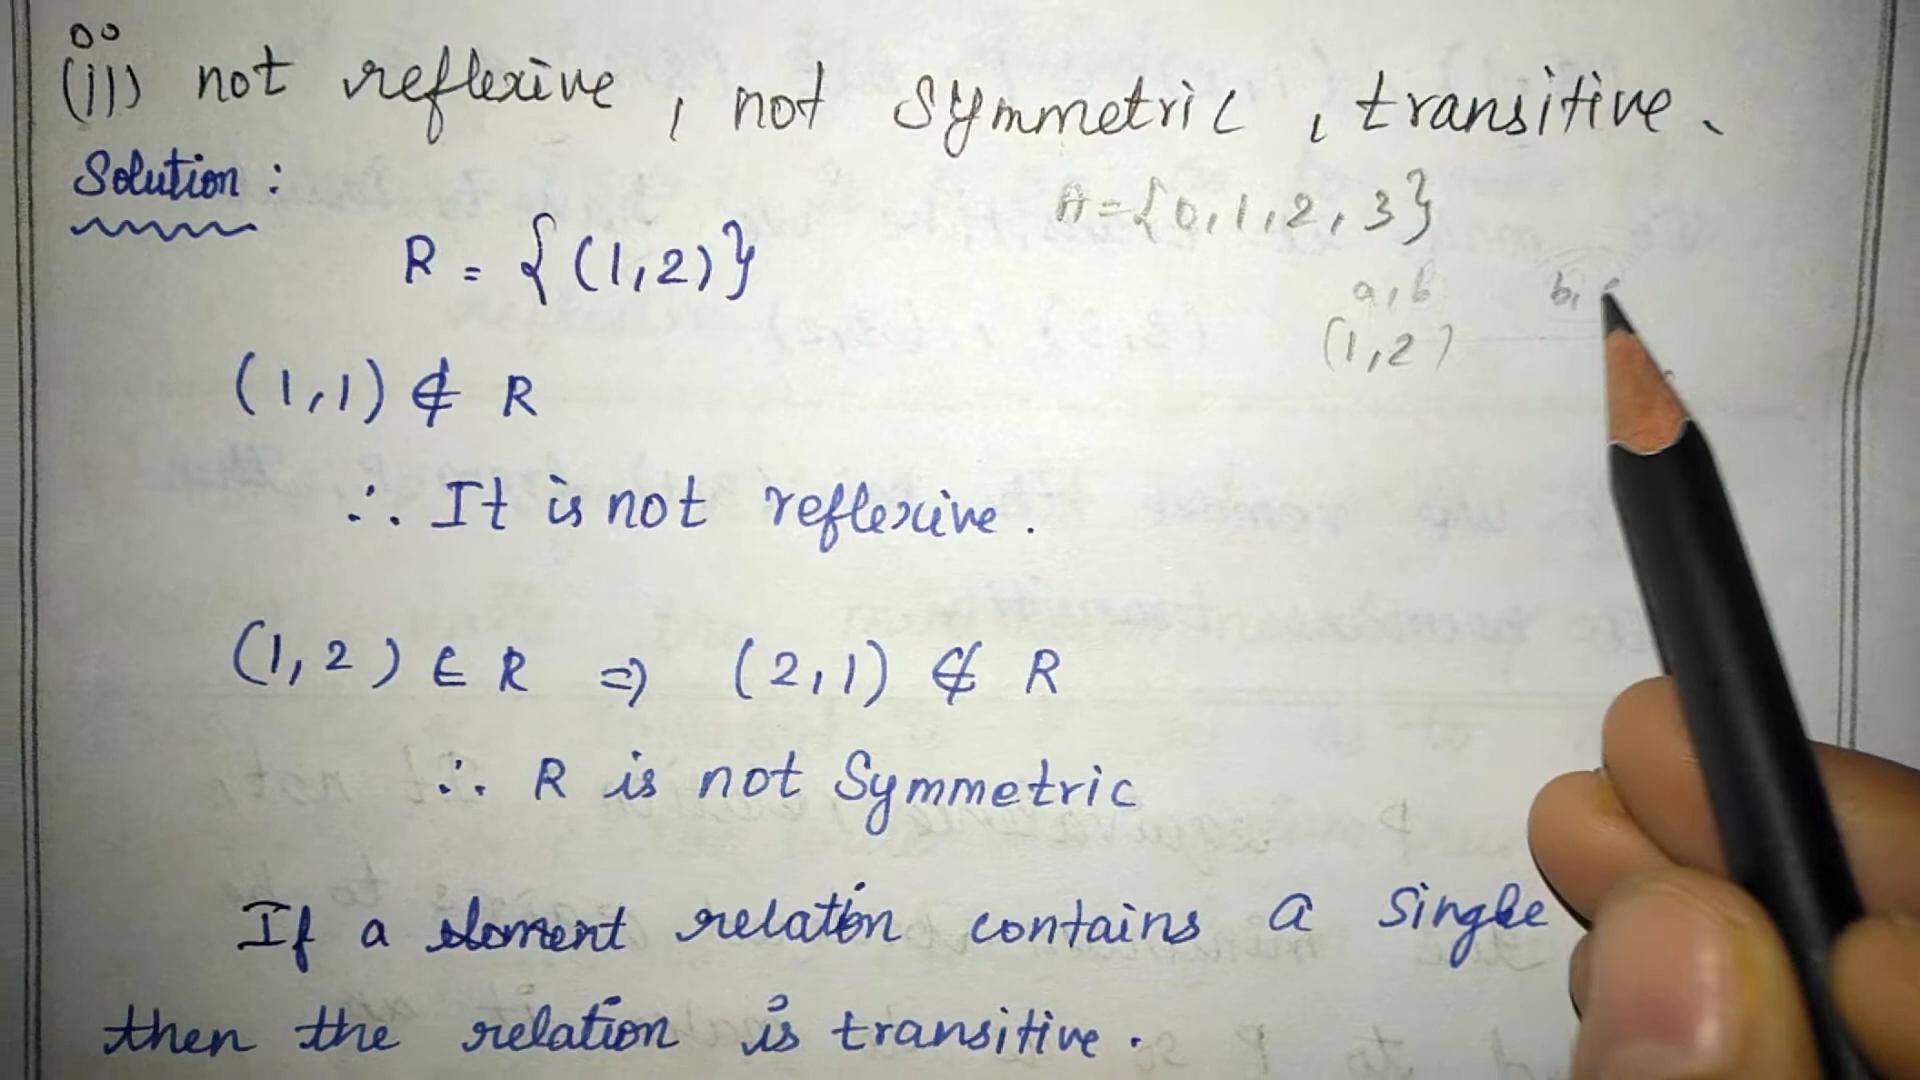 (ii) not reflexive, not Symmetric, transitive.
Solution:
A={0,1,2,3}
R = {(1,2)}
a,b b,
(1,2)
(1,1) ∉ R
∴ It is not reflexive.
(1,2) ∈ R ⇒ (2,1) ∉ R
∴ R is not Symmetric
If a relation contains a Single
then the relation is transitive.